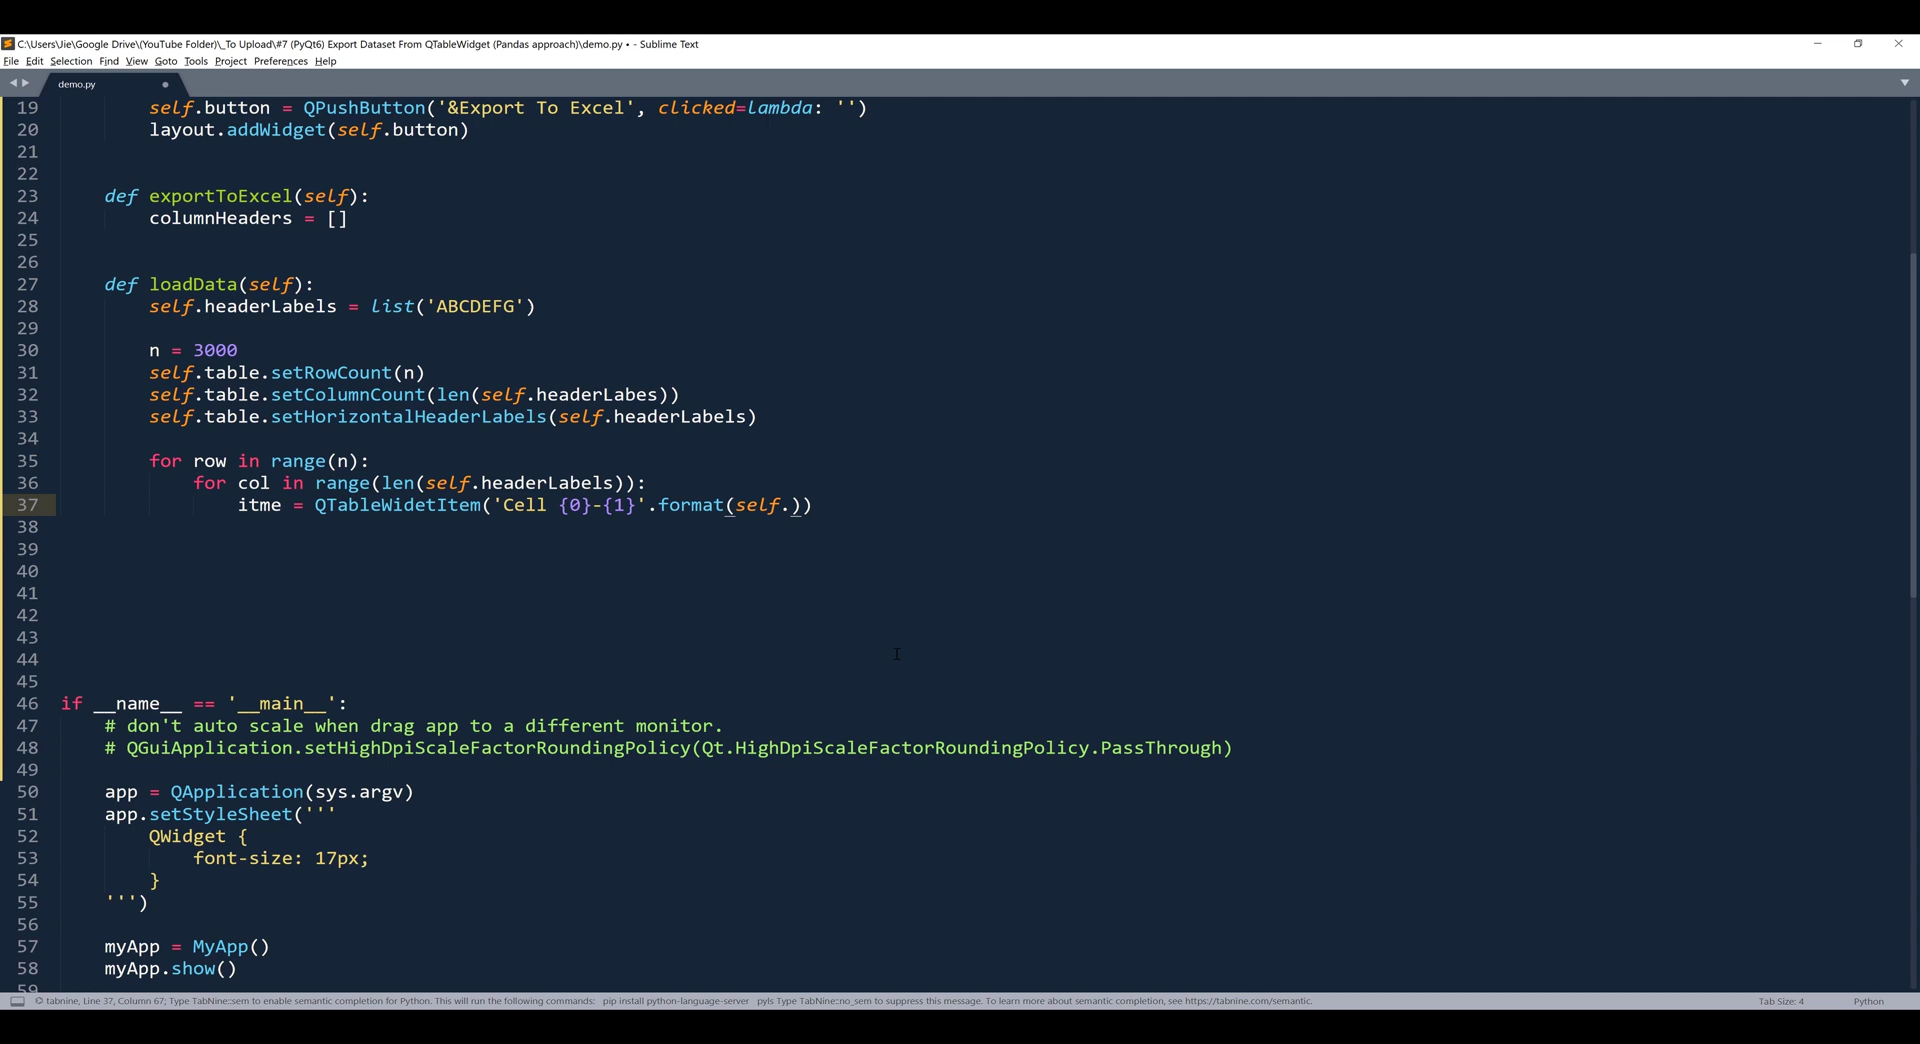 C:\Users\Jie\Google Drive\(YouTube Folder)\_To Upload\#7 (PyQt6) Export Dataset From QTableWidget (Pandas approach)\demo.py • - Sublime Text
File Edit Selection Find View Goto Tools Project Preferences Help
demo.py
19 self.button = QPushButton('&Export To Excel', clicked=lambda: '')
20 layout.addWidget(self.button)
21
22
23 def exportToExcel(self):
24 columnHeaders = []
25
26
27 def loadData(self):
28 self.headerLabels = list('ABCDEFG')
29
30 n = 3000
31 self.table.setRowCount(n)
32 self.table.setColumnCount(len(self.headerLabes))
33 self.table.setHorizontalHeaderLabels(self.headerLabels)
34
35 for row in range(n):
36 for col in range(len(self.headerLabels)):
37 itme = QTableWidetItem('Cell {0}-{1}'.format(self.))
38
39
40
41
42
43
44
45
46 if __name__ == '__main__':
47 # don't auto scale when drag app to a different monitor.
48 # QGuiApplication.setHighDpiScaleFactorRoundingPolicy(Qt.HighDpiScaleFactorRoundingPolicy.PassThrough)
49
50 app = QApplication(sys.argv)
51 app.setStyleSheet('''
52 QWidget {
53 font-size: 17px;
54 }
55 ''')
56
57 myApp = MyApp()
58 myApp.show()
59
© tabnine, Line 37, Column 67; Type TabNine::sem to enable semantic completion for Python. This will run the following commands: pip install python-language-server pyls Type TabNine::no_sem to suppress this message. To learn more about semantic completion, see https://tabnine.com/semantic. Tab Size: 4 Python